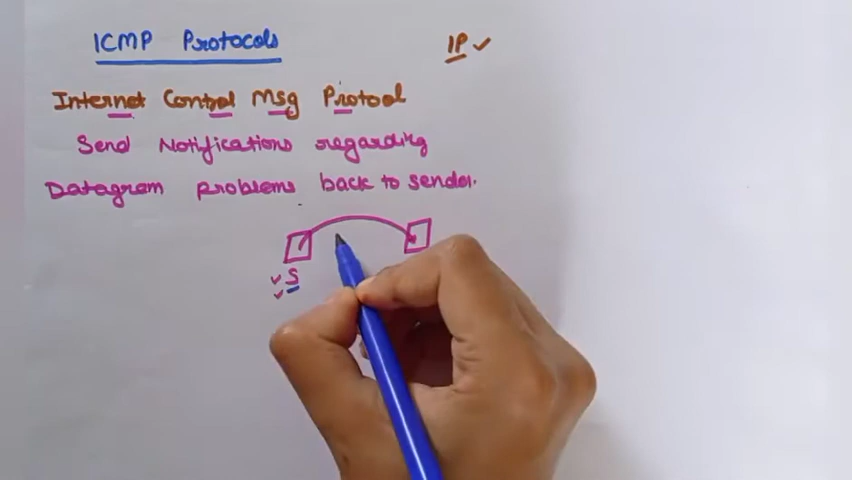 ICMP Protocols
IP ✓
Internet Control Msg Protocol
Send Notifications regarding
Datagram problems back to sender.
✓ S
✓